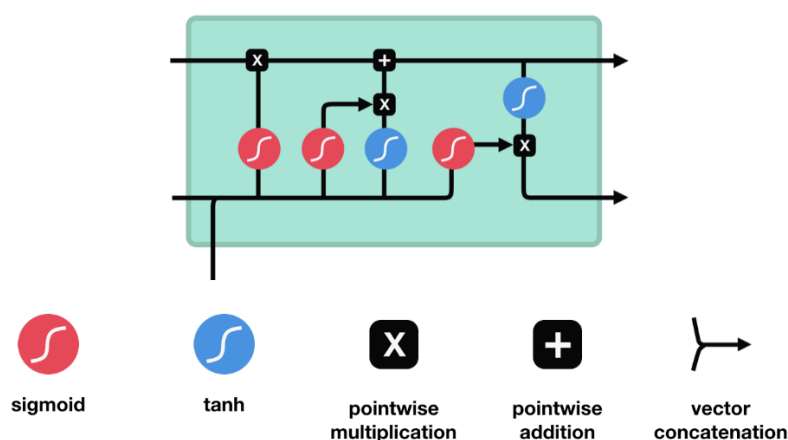 X
+
X
X
X
+
sigmoid
tanh
pointwise
multiplication
pointwise
addition
vector
concatenation